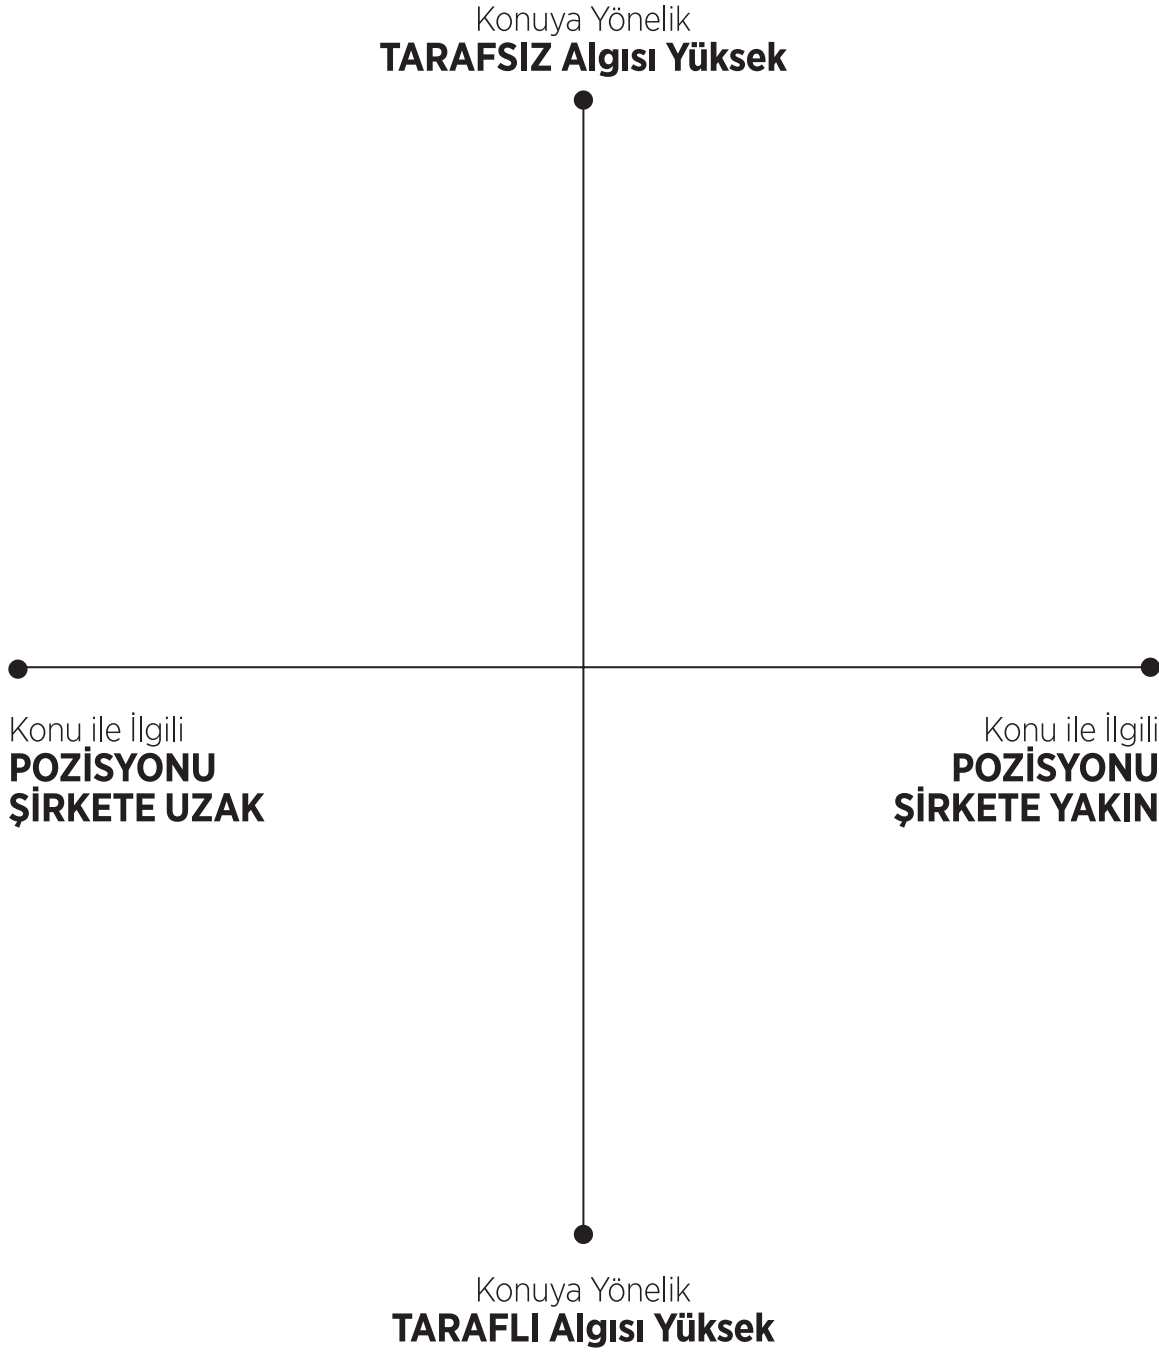 Konuya Yönelik
TARAFSIZ Algısı Yüksek
Konu ile İlgili
POZİSYONU
ŞİRKETE UZAK
Konu ile İlgili
POZİSYONU
ŞİRKETE YAKIN
Konuya Yönelik
TARAFLI Algısı Yüksek